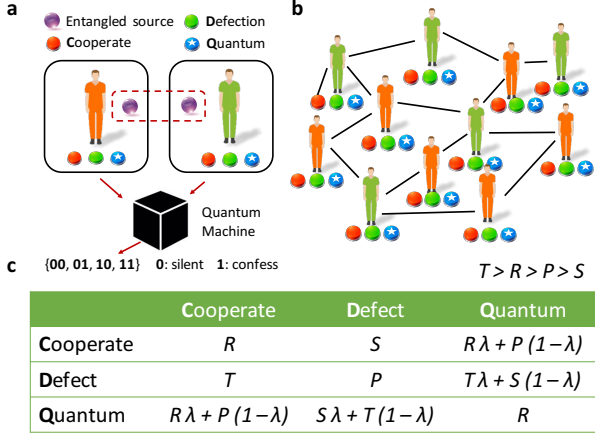 a
Entangled source
Defection
Cooperate
Quantum
Quantum
Machine
{00, 01, 10, 11} 0: silent 1: confess
b
c
T > R > P > S
Cooperate Defect Quantum
Cooperate R S R λ + P (1 – λ)
Defect T P T λ + S (1 – λ)
Quantum R λ + P (1 – λ) S λ + T (1 – λ) R